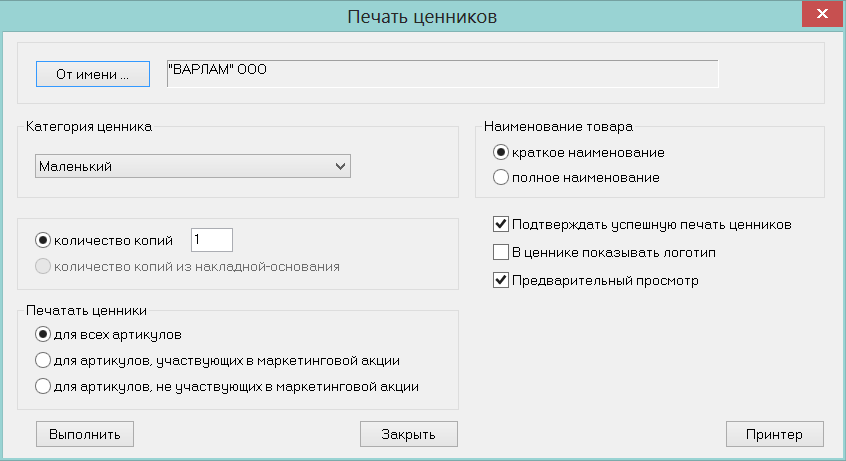 Печать ценников
От имени ...
"ВАРЛАМ" ООО
Категория ценника
Маленький
Наименование товара
краткое наименование
полное наименование
количество копий 1
количество копий из накладной-основания
Подтверждать успешную печать ценников
В ценнике показывать логотип
Предварительный просмотр
Печатать ценники
для всех артикулов
для артикулов, участвующих в маркетинговой акции
для артикулов, не участвующих в маркетинговой акции
Выполнить
Закрыть
Принтер